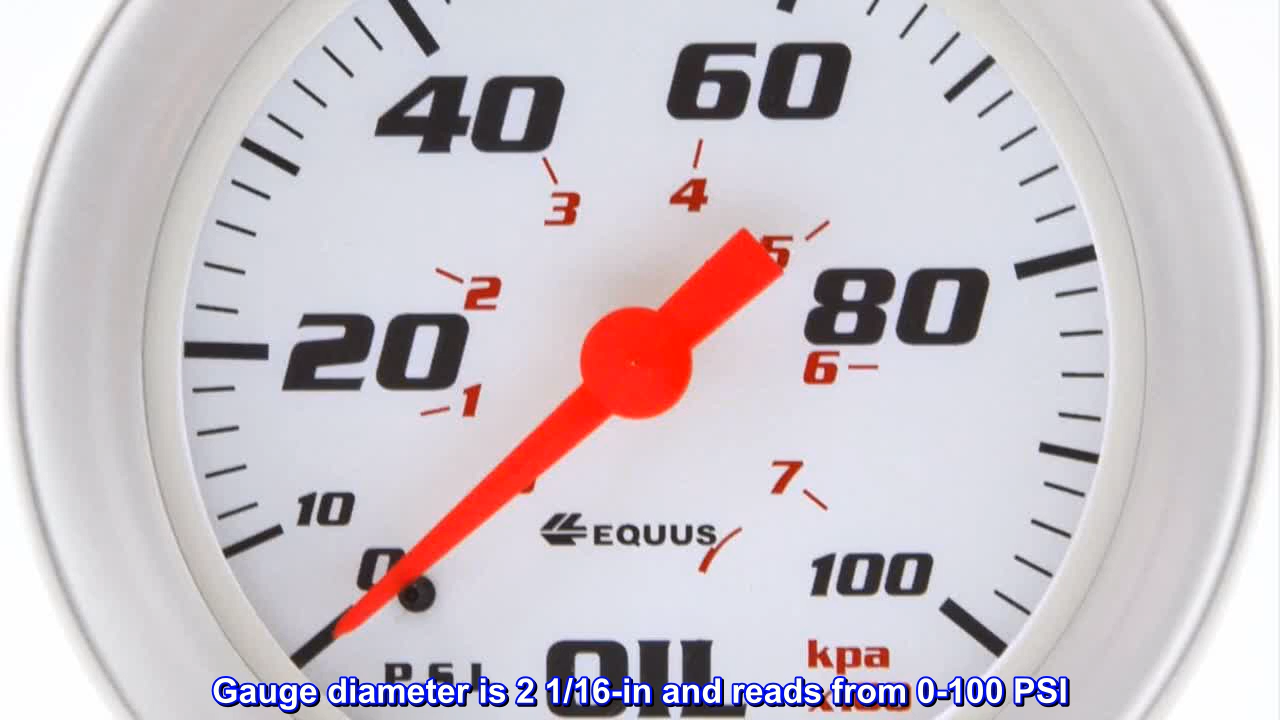 40
60
3
4
5
2
20
80
6
1
7
10
EQUUS
0
100
PSI
OIL
kpa
x100
Gauge diameter is 2 1/16-in and reads from 0-100 PSI